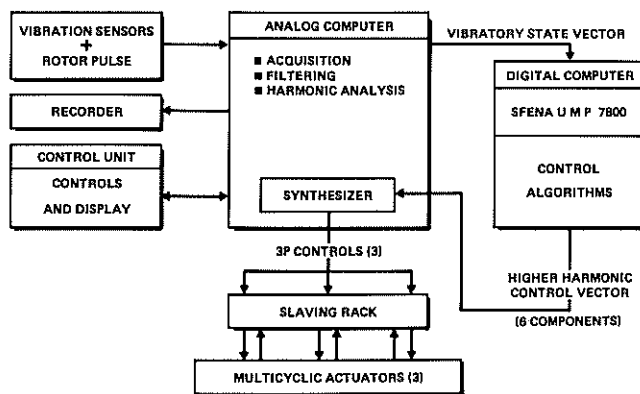 VIBRATION SENSORS
+
ROTOR PULSE
RECORDER
CONTROL UNIT
CONTROLS
AND DISPLAY
ANALOG COMPUTER
■ ACQUISITION
■ FILTERING
■ HARMONIC ANALYSIS
SYNTHESIZER
VIBRATORY STATE VECTOR
DIGITAL COMPUTER
SFENA U M P 7800
CONTROL
ALGORITHMS
3P CONTROLS (3)
HIGHER HARMONIC
CONTROL VECTOR
(6 COMPONENTS)
SLAVING RACK
MULTICYCLIC ACTUATORS (3)